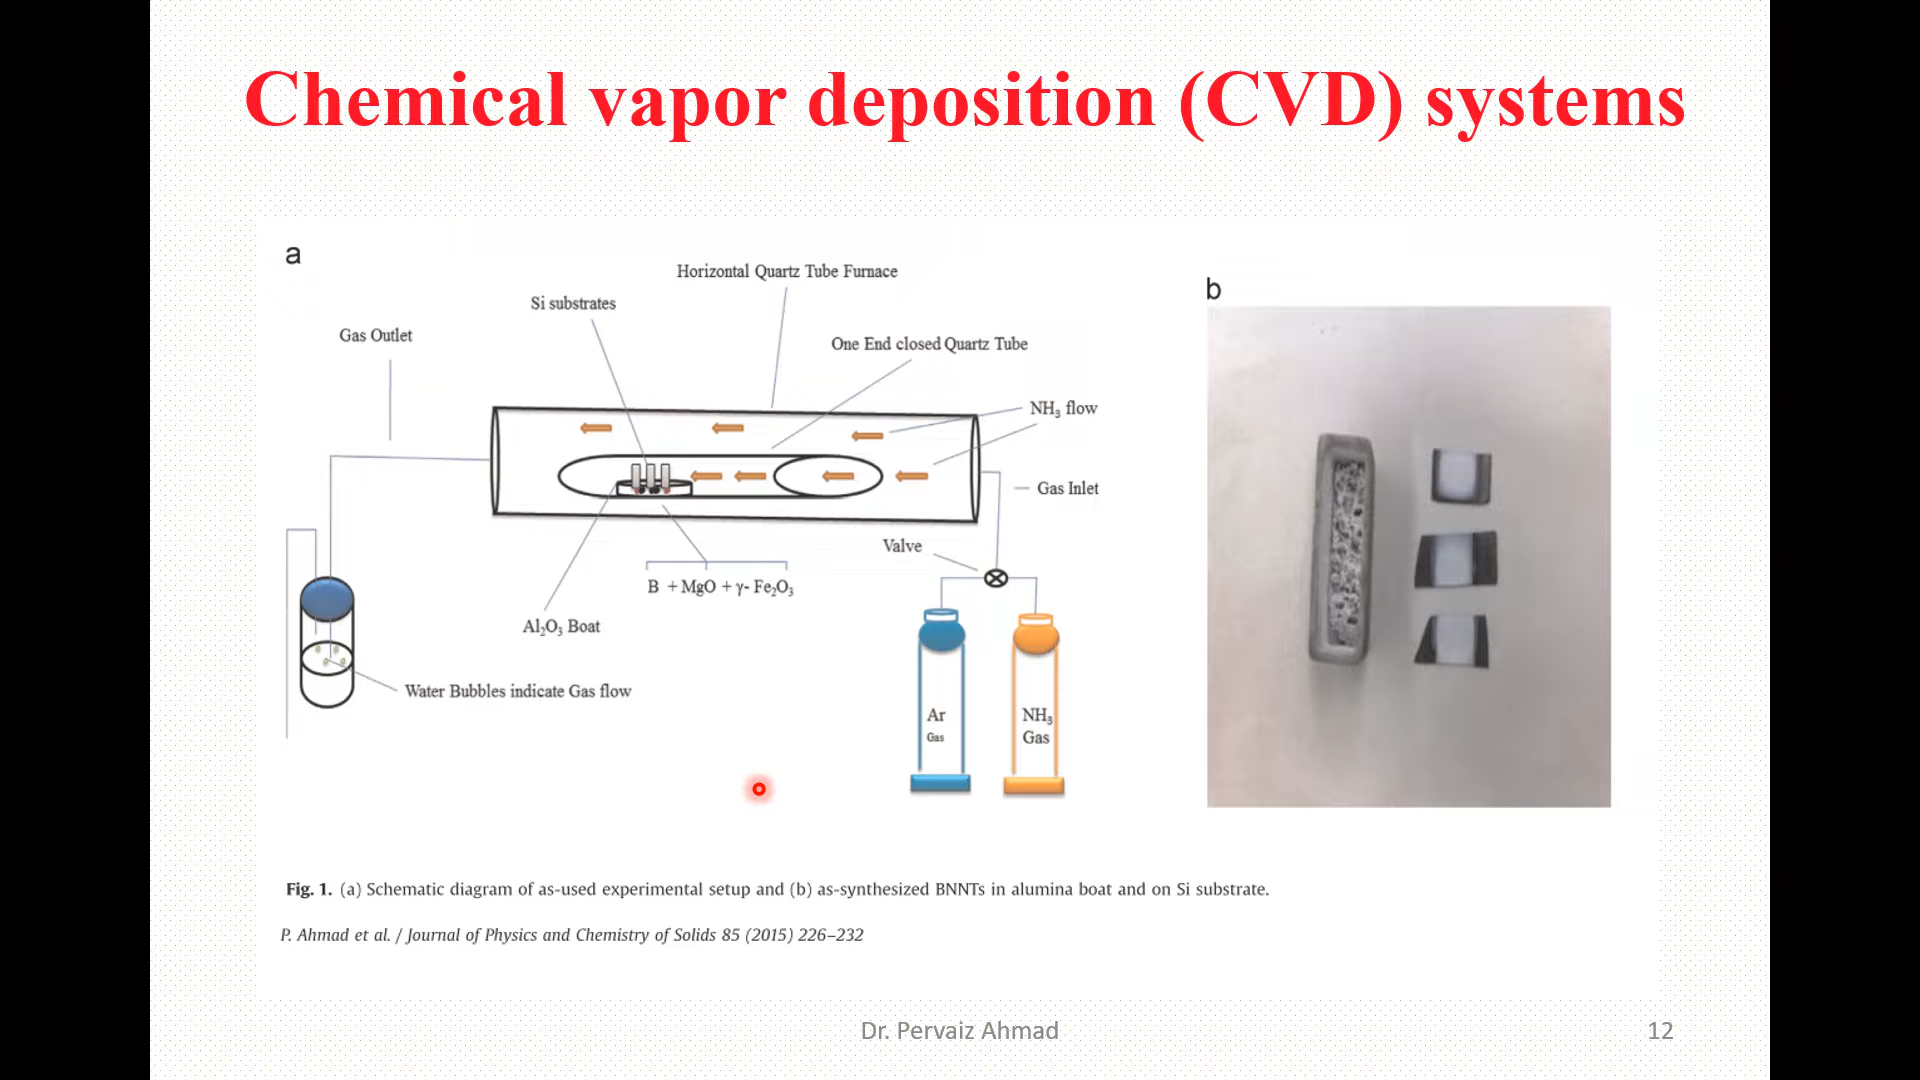 Chemical vapor deposition (CVD) systems
a
Horizontal Quartz Tube Furnace
Si substrates
Gas Outlet
One End closed Quartz Tube
NH₃ flow
Gas Inlet
Valve
B + MgO + γ- Fe₂O₃
Al₂O₃ Boat
Water Bubbles indicate Gas flow
Ar
Gas
NH₃
Gas
b
Fig. 1. (a) Schematic diagram of as-used experimental setup and (b) as-synthesized BNNTs in alumina boat and on Si substrate.
P. Ahmad et al. / Journal of Physics and Chemistry of Solids 85 (2015) 226–232
Dr. Pervaiz Ahmad
12